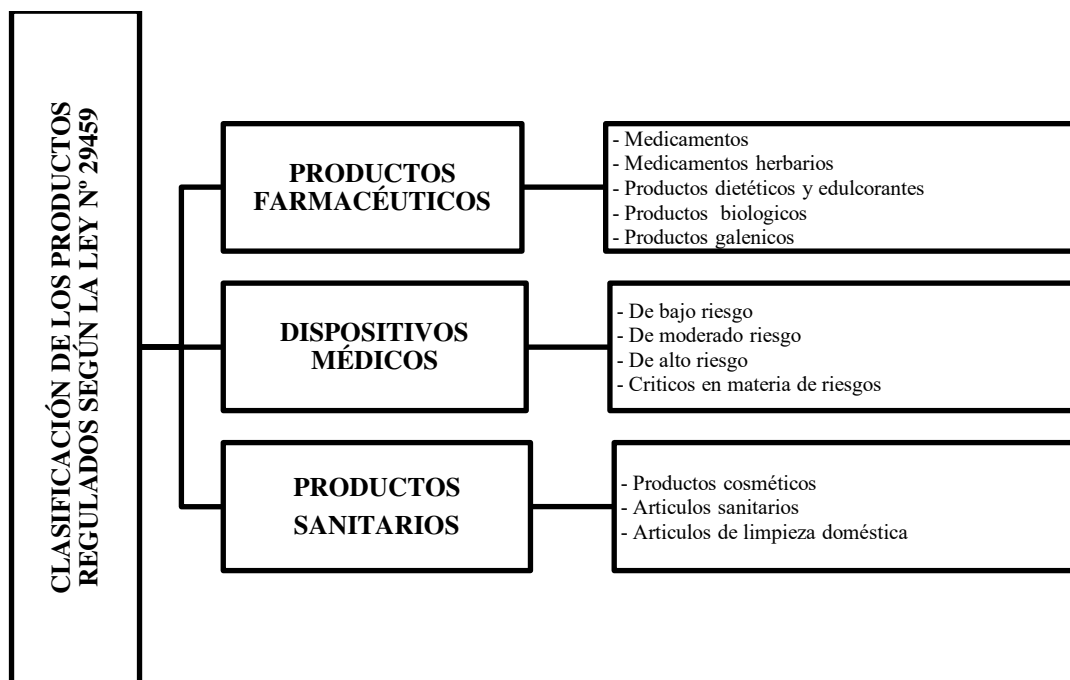 CLASIFICACIÓN DE LOS PRODUCTOS
REGULADOS SEGÚN LA LEY Nº 29459
PRODUCTOS
FARMACÉUTICOS
- Medicamentos
- Medicamentos herbarios
- Productos dietéticos y edulcorantes
- Productos biologicos
- Productos galenicos
DISPOSITIVOS
MÉDICOS
- De bajo riesgo
- De moderado riesgo
- De alto riesgo
- Criticos en materia de riesgos
PRODUCTOS
SANITARIOS
- Productos cosméticos
- Articulos sanitarios
- Articulos de limpieza doméstica